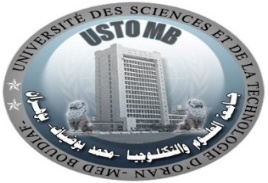 UNIVERSITÉ DES SCIENCES ET DE LA TECHNOLOGIE D'ORAN - MED BOUDIAF -
USTO MB
جامعة العلوم والتكنولوجيا محمد بوضياف - وهران